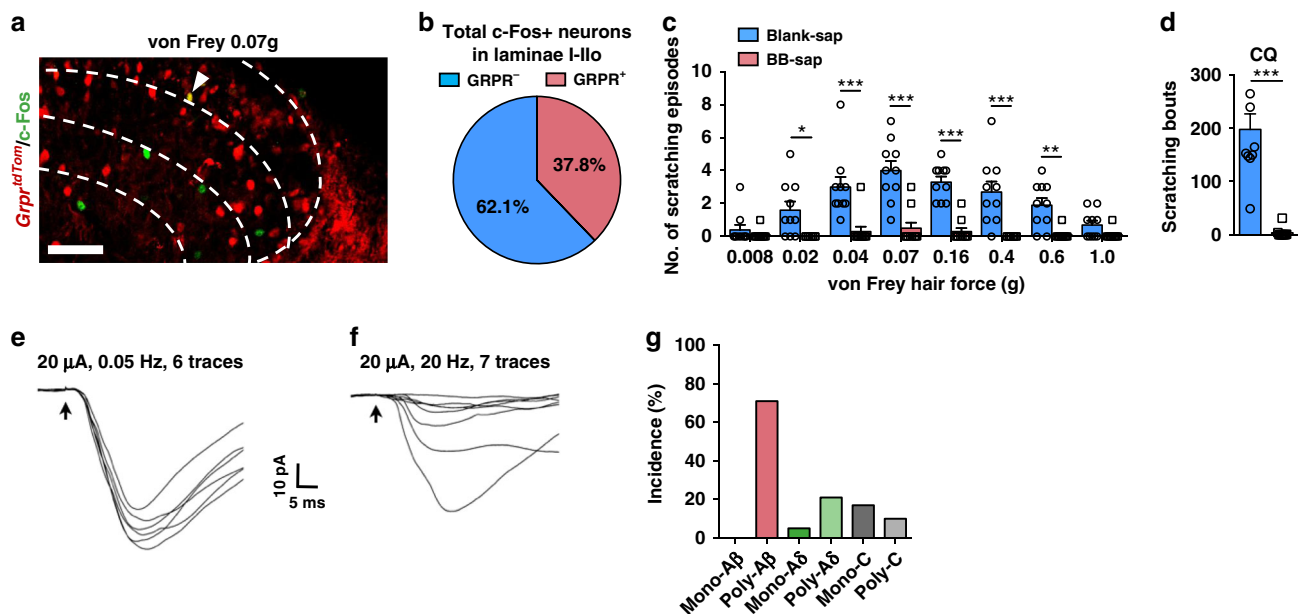 a
von Frey 0.07g
Grpr^tdTom/c-Fos
b
Total c-Fos+ neurons
in laminae I-IIo
GRPR⁻ GRPR⁺
37.8%
62.1%
c
Blank-sap
BB-sap
No. of scratching episodes
10
8
6
4
2
0
* *** *** *** *** **
0.008 0.02 0.04 0.07 0.16 0.4 0.6 1.0
von Frey hair force (g)
d
CQ
***
Scratching bouts
300
200
100
0
e
20 μA, 0.05 Hz, 6 traces
10 pA
5 ms
f
20 μA, 20 Hz, 7 traces
g
Incidence (%)
100
80
60
40
20
0
Mono-Aβ
Poly-Aβ
Mono-Aδ
Poly-Aδ
Mono-C
Poly-C